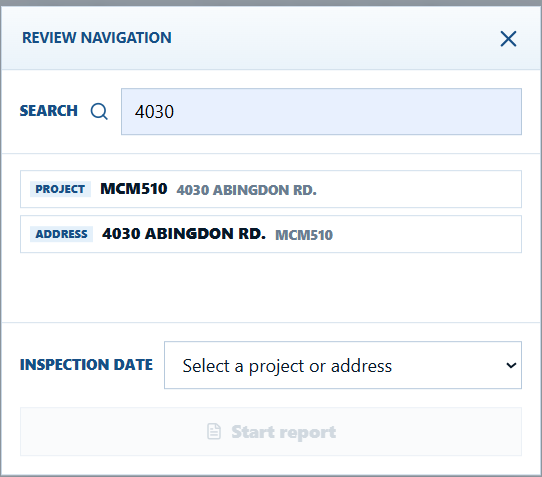 REVIEW NAVIGATION
SEARCH 4030
PROJECT MCM510 4030 ABINGDON RD.
ADDRESS 4030 ABINGDON RD. MCM510
INSPECTION DATE Select a project or address
Start report